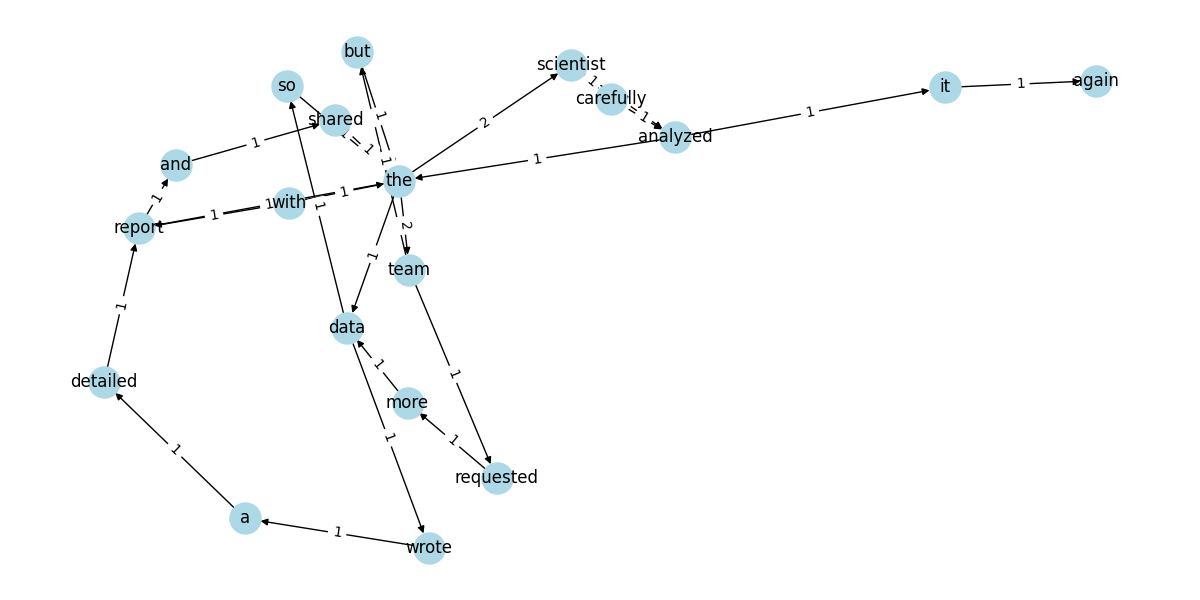 but
scientist
so
1
carefully
it
1
again
shared
1
2
1
1
analyzed
and
1
1
1
1
the
1
1
with
1
1
1
report
1
2
1
team
1
data
detailed
1
1
more
1
1
1
requested
a
1
wrote